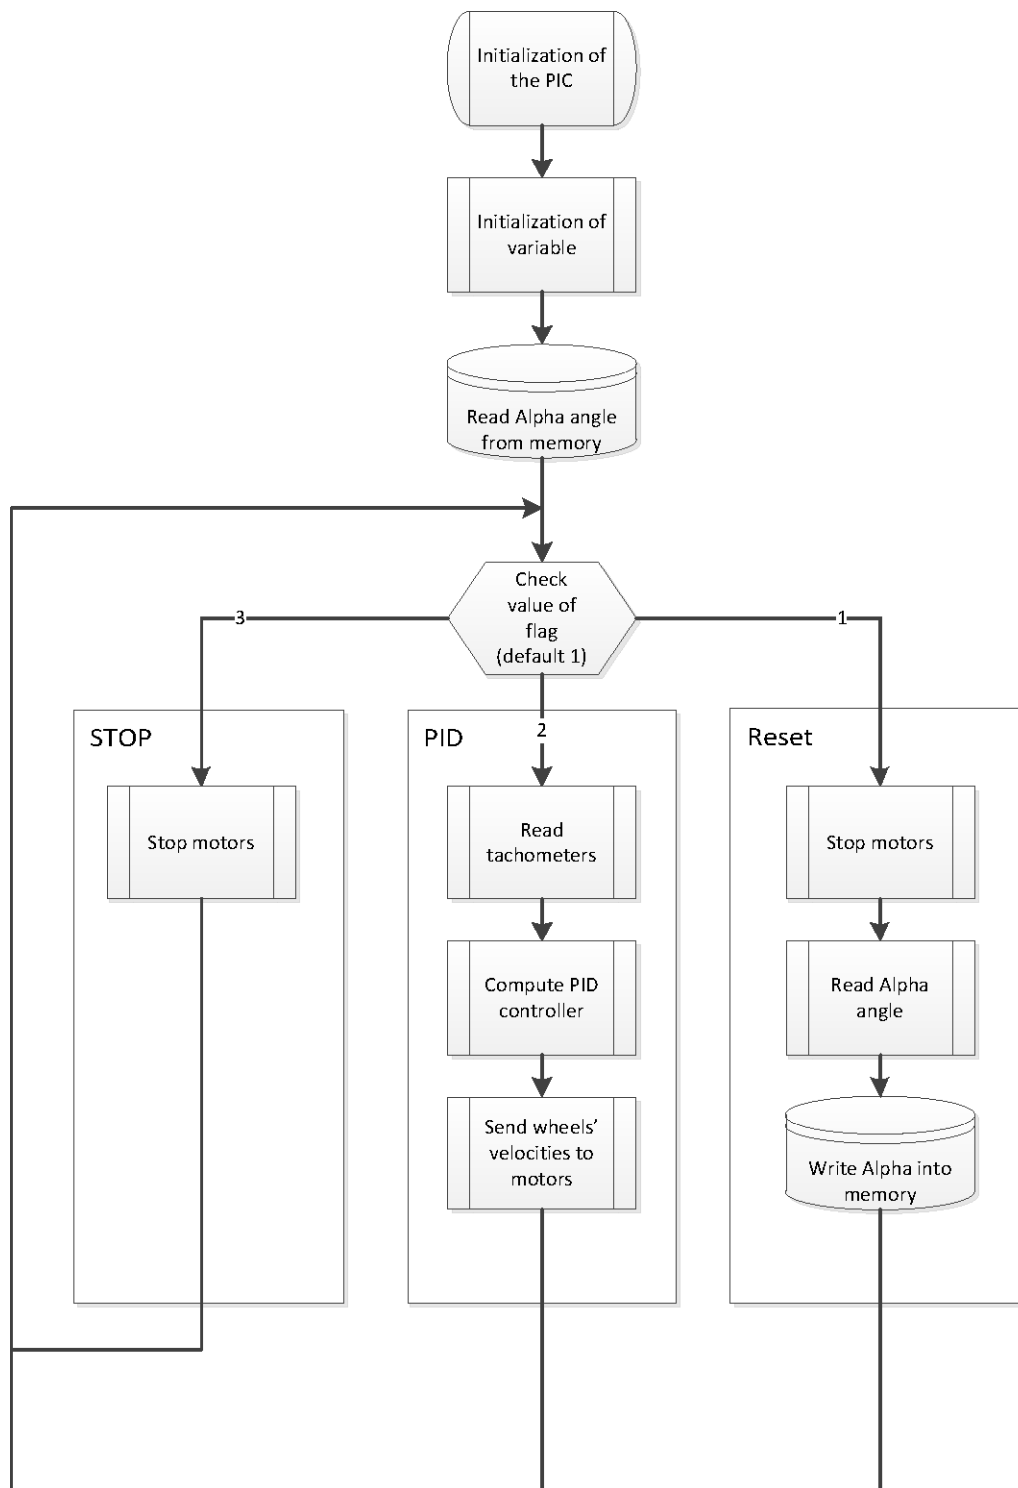 Initialization of
the PIC
Initialization of
variable
Read Alpha angle
from memory
Check
value of
flag
(default 1)
3
1
2
STOP
PID
Reset
Stop motors
Read
tachometers
Stop motors
Compute PID
controller
Read Alpha
angle
Send wheels’
velocities to
motors
Write Alpha into
memory